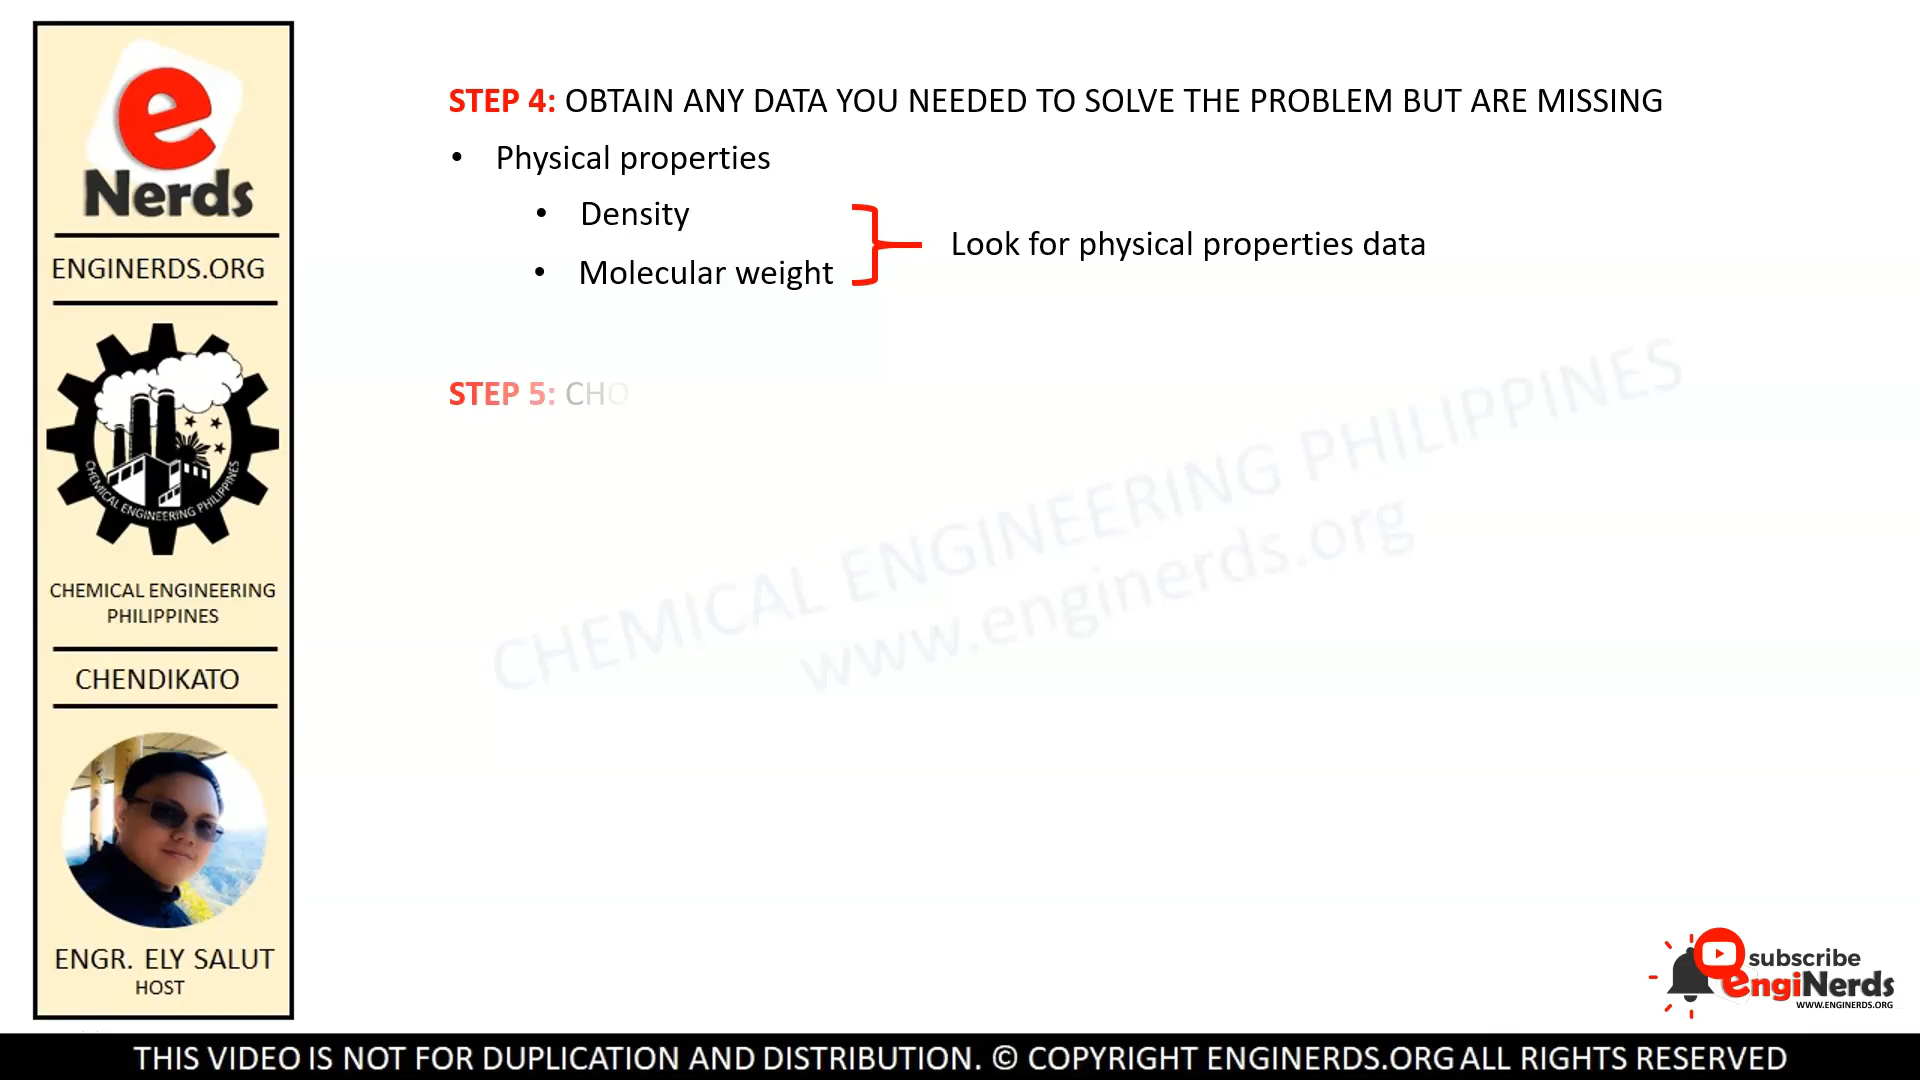 e
Nerds
ENGINERDS.ORG
CHEMICAL ENGINEERING PHILIPPINES
CHEMICAL ENGINEERING
PHILIPPINES
CHENDIKATO
ENGR. ELY SALUT
HOST
STEP 4: OBTAIN ANY DATA YOU NEEDED TO SOLVE THE PROBLEM BUT ARE MISSING
• Physical properties
• Density
• Molecular weight
Look for physical properties data
STEP 5: CHO
CHEMICAL ENGINEERING PHILIPPINES
www.enginerds.org
subscribe
engiNerds
WWW.ENGINERDS.ORG
THIS VIDEO IS NOT FOR DUPLICATION AND DISTRIBUTION. © COPYRIGHT ENGINERDS.ORG ALL RIGHTS RESERVED